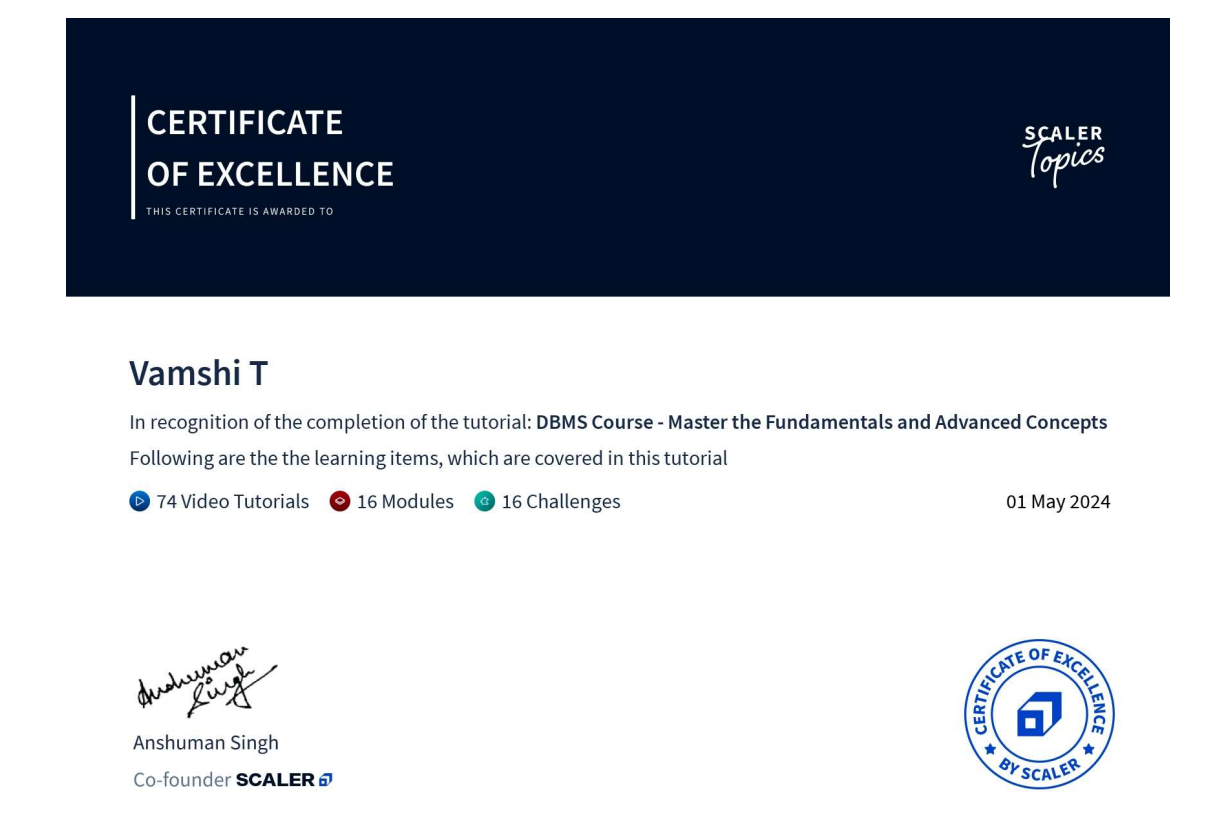 CERTIFICATE
OF EXCELLENCE
THIS CERTIFICATE IS AWARDED TO
SCALER
Topics
Vamshi T
In recognition of the completion of the tutorial: DBMS Course - Master the Fundamentals and Advanced Concepts
Following are the the learning items, which are covered in this tutorial
74 Video Tutorials 16 Modules 16 Challenges 01 May 2024
Anshuman
Singh
Anshuman Singh
Co-founder SCALER
CERTIFICATE OF EXCELLENCE
BY SCALER